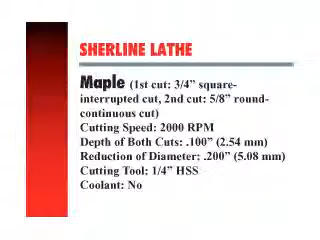 SHERLINE LATHE
Maple (1st cut: 3/4” square-
interrupted cut, 2nd cut: 5/8” round-
continuous cut)
Cutting Speed: 2000 RPM
Depth of Both Cuts: .100” (2.54 mm)
Reduction of Diameter: .200” (5.08 mm)
Cutting Tool: 1/4” HSS
Coolant: No